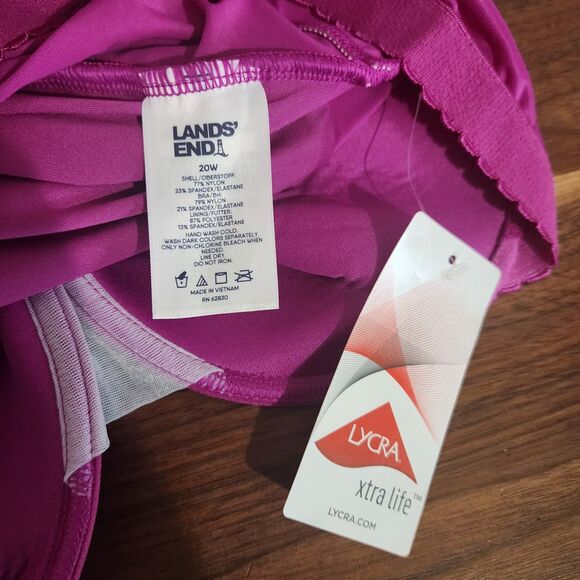 LANDS'
END
20W
SHELL/OBERSTOFF:
77% NYLON
23% SPANDEX/ELASTANE
BRA/BH:
79% NYLON
21% SPANDEX/ELASTANE
LINING/FUTTER:
87% POLYESTER
13% SPANDEX/ELASTANE
HAND WASH COLD.
WASH DARK COLORS SEPARATELY.
ONLY NON-CHLORINE BLEACH WHEN
NEEDED.
LINE DRY.
DO NOT IRON.
MADE IN VIETNAM
RN 62830
LYCRA
xtra life™
LYCRA.COM